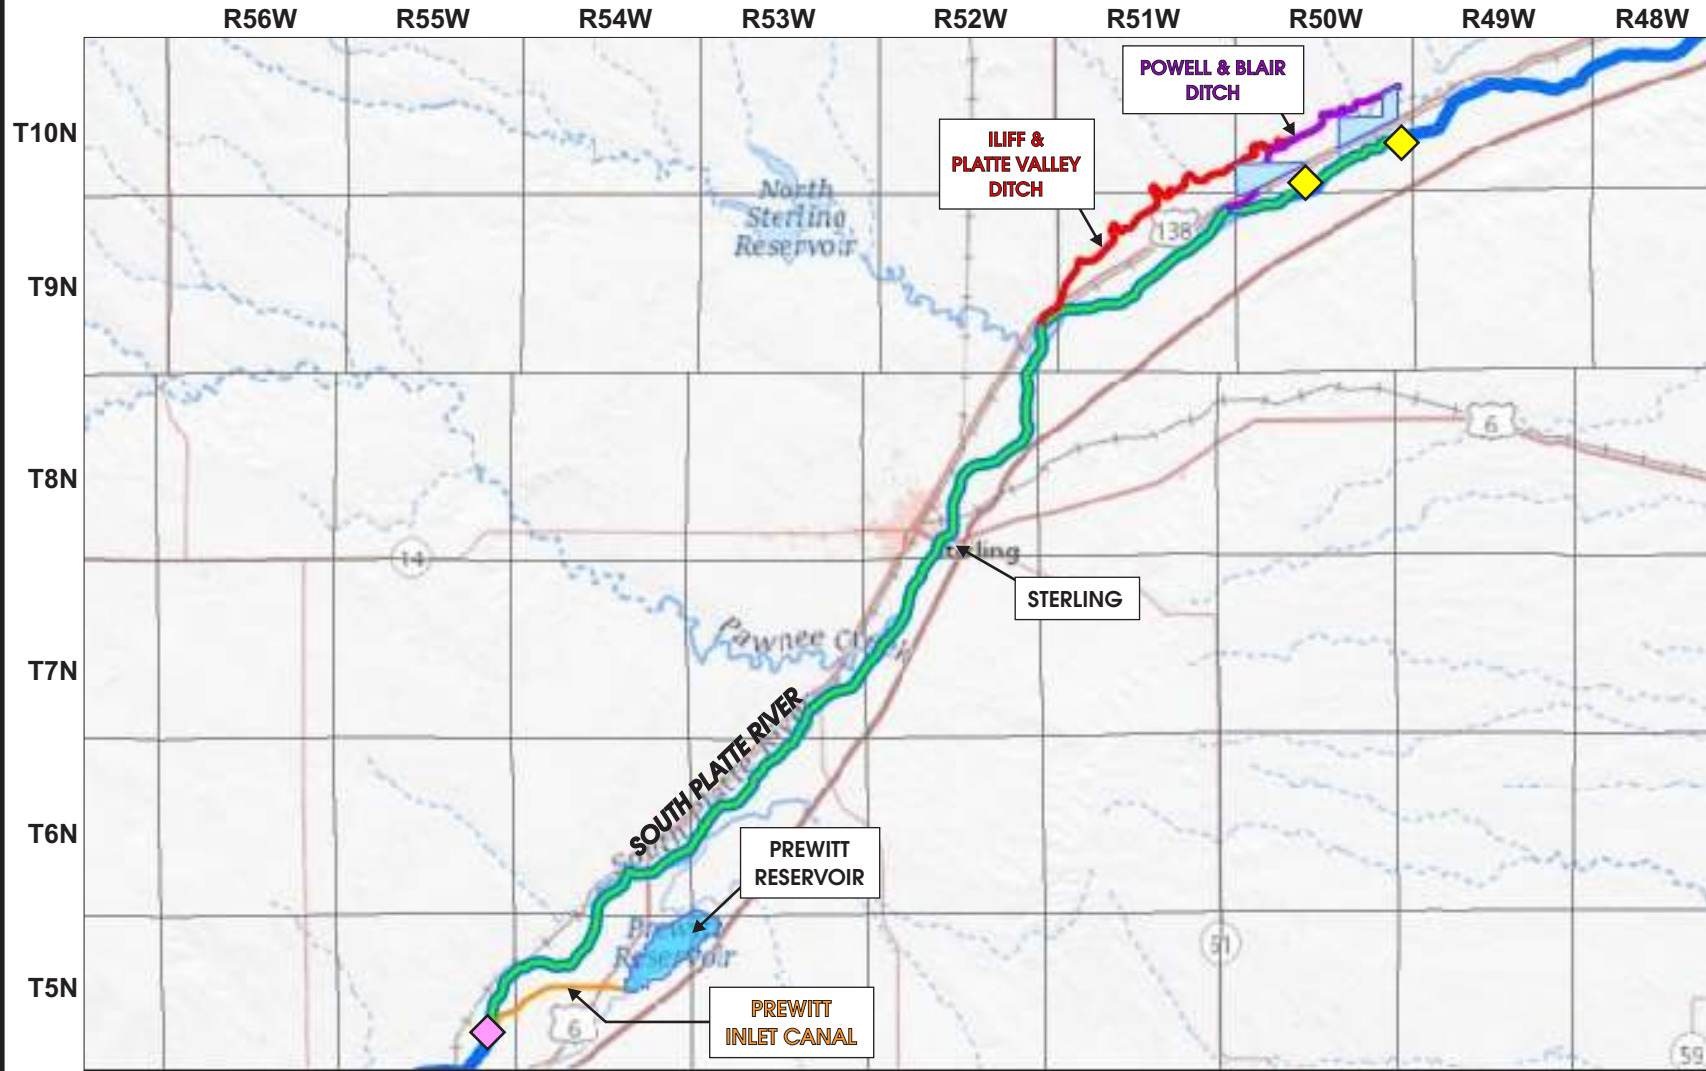 R56W R55W R54W R53W R52W R51W R50W R49W R48W
POWELL & BLAIR
DITCH
T10N
ILIFF &
PLATTE VALLEY
DITCH
North
Sterling
Reservoir
138
T9N
6
T8N
14
STERLING
Pawnee
T7N
SOUTH PLATTE RIVER
T6N
PREWITT
RESERVOIR
51
Reservoir
T5N
PREWITT
INLET CANAL
6
59